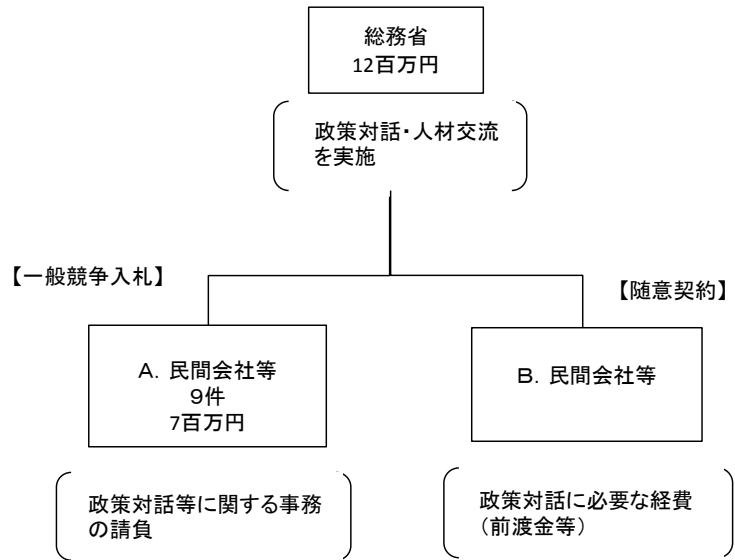 総務省
12百万円
政策対話・人材交流
を実施
【一般競争入札】
【随意契約】
A．民間会社等
9件
7百万円
B．民間会社等
政策対話等に関する事務
の請負
政策対話に必要な経費
（前渡金等）